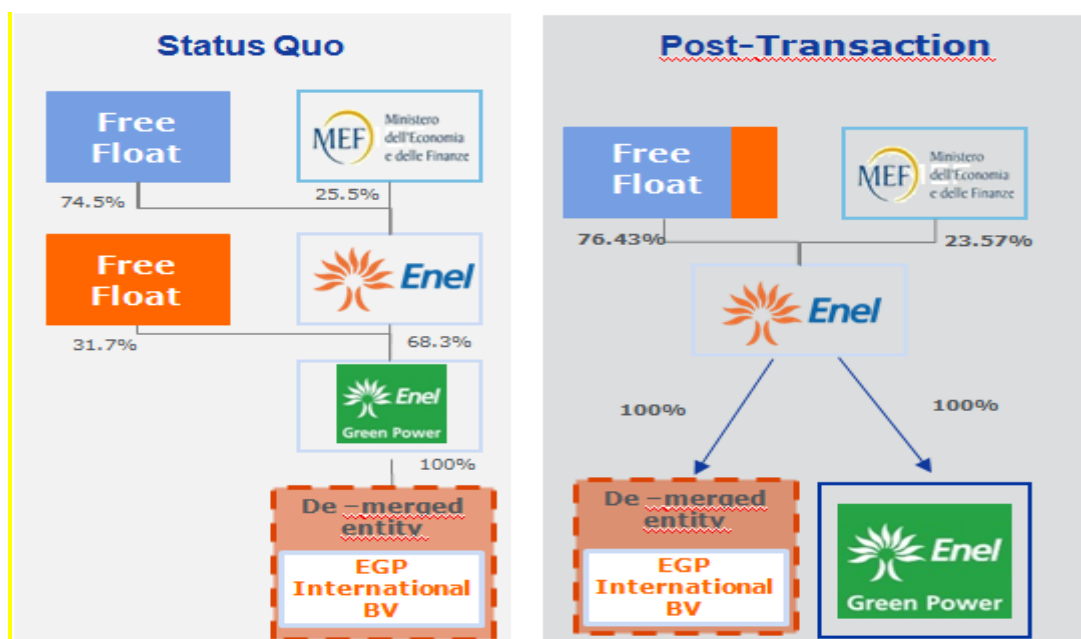 Status Quo
Free
Float
MEF
Ministero
dell'Economia
e delle Finanze
74.5%
25.5%
Free
Float
Enel
31.7%
68.3%
Enel
Green Power
100%
De –merged
entity
EGP
International
BV
Post-Transaction
Free
Float
MEF
Ministero
dell'Economia
e delle Finanze
76.43%
23.57%
Enel
100%
100%
De –merged
entity
EGP
International
BV
Enel
Green Power